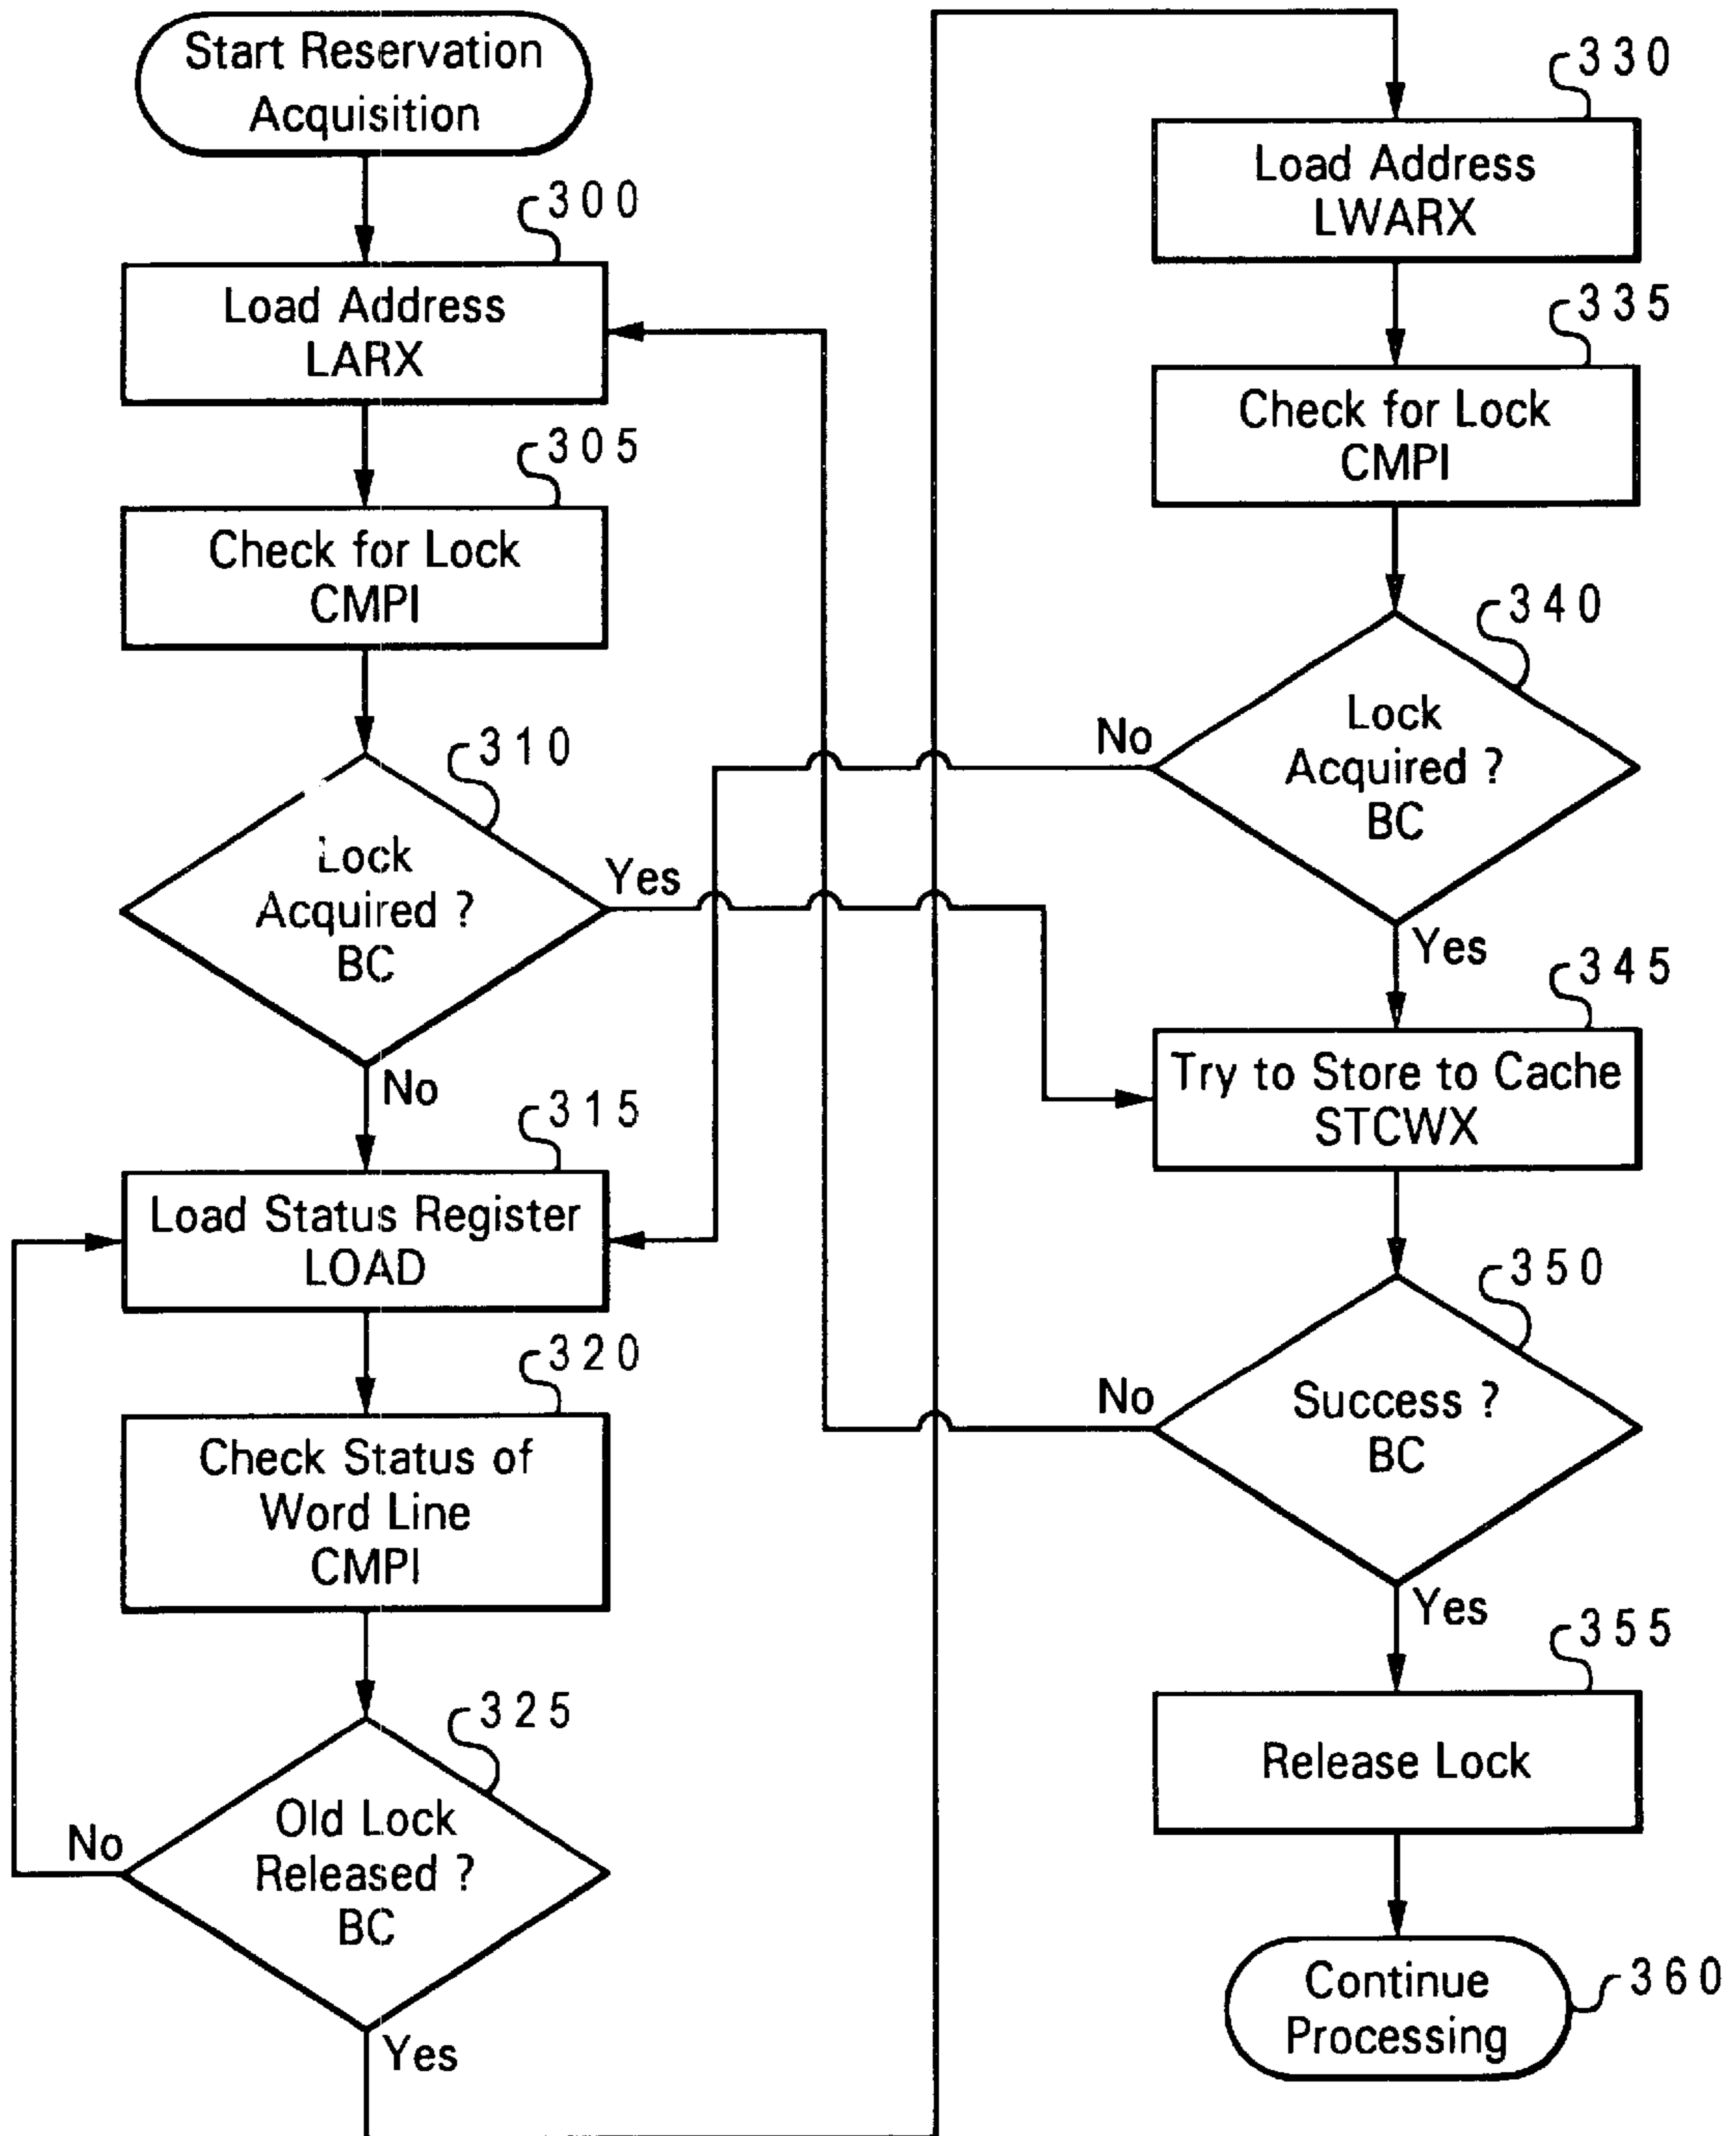 Start Reservation
Acquisition
300
Load Address
LARX
305
Check for Lock
CMPI
310
Lock
Acquired ?
BC
Yes
No
315
Load Status Register
LOAD
320
Check Status of
Word Line
CMPI
325
Old Lock
Released ?
BC
No
Yes
330
Load Address
LWARX
335
Check for Lock
CMPI
340
Lock
Acquired ?
BC
No
Yes
345
Try to Store to Cache
STCWX
350
Success ?
BC
No
Yes
355
Release Lock
Continue
Processing
360